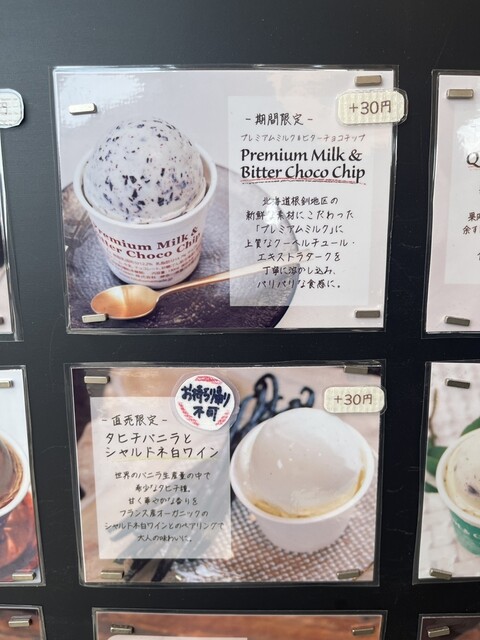 - 期間限定 -
+30円
プレミアムミルク&ビターチョコチップ
Premium Milk &
Bitter Choco Chip
北海道根釧地区の
新鮮な素材にこだわった
「プレミアムミルク」に
上質なクーベルチュール・
エキストラダークを
丁寧に溶かし込み、
パリパリな食感に。
Premium Milk &
Bitter Choco Chip
- 直売限定 -
お持ち帰り
不可
+30円
タヒチバニラと
シャルドネ白ワイン
世界のバニラ生産量の中で
希少なタヒチ種。
甘く華やかな香りを
フランス産オーガニックの
シャルドネ白ワインとのペアリングで
大人の味わいに。
円